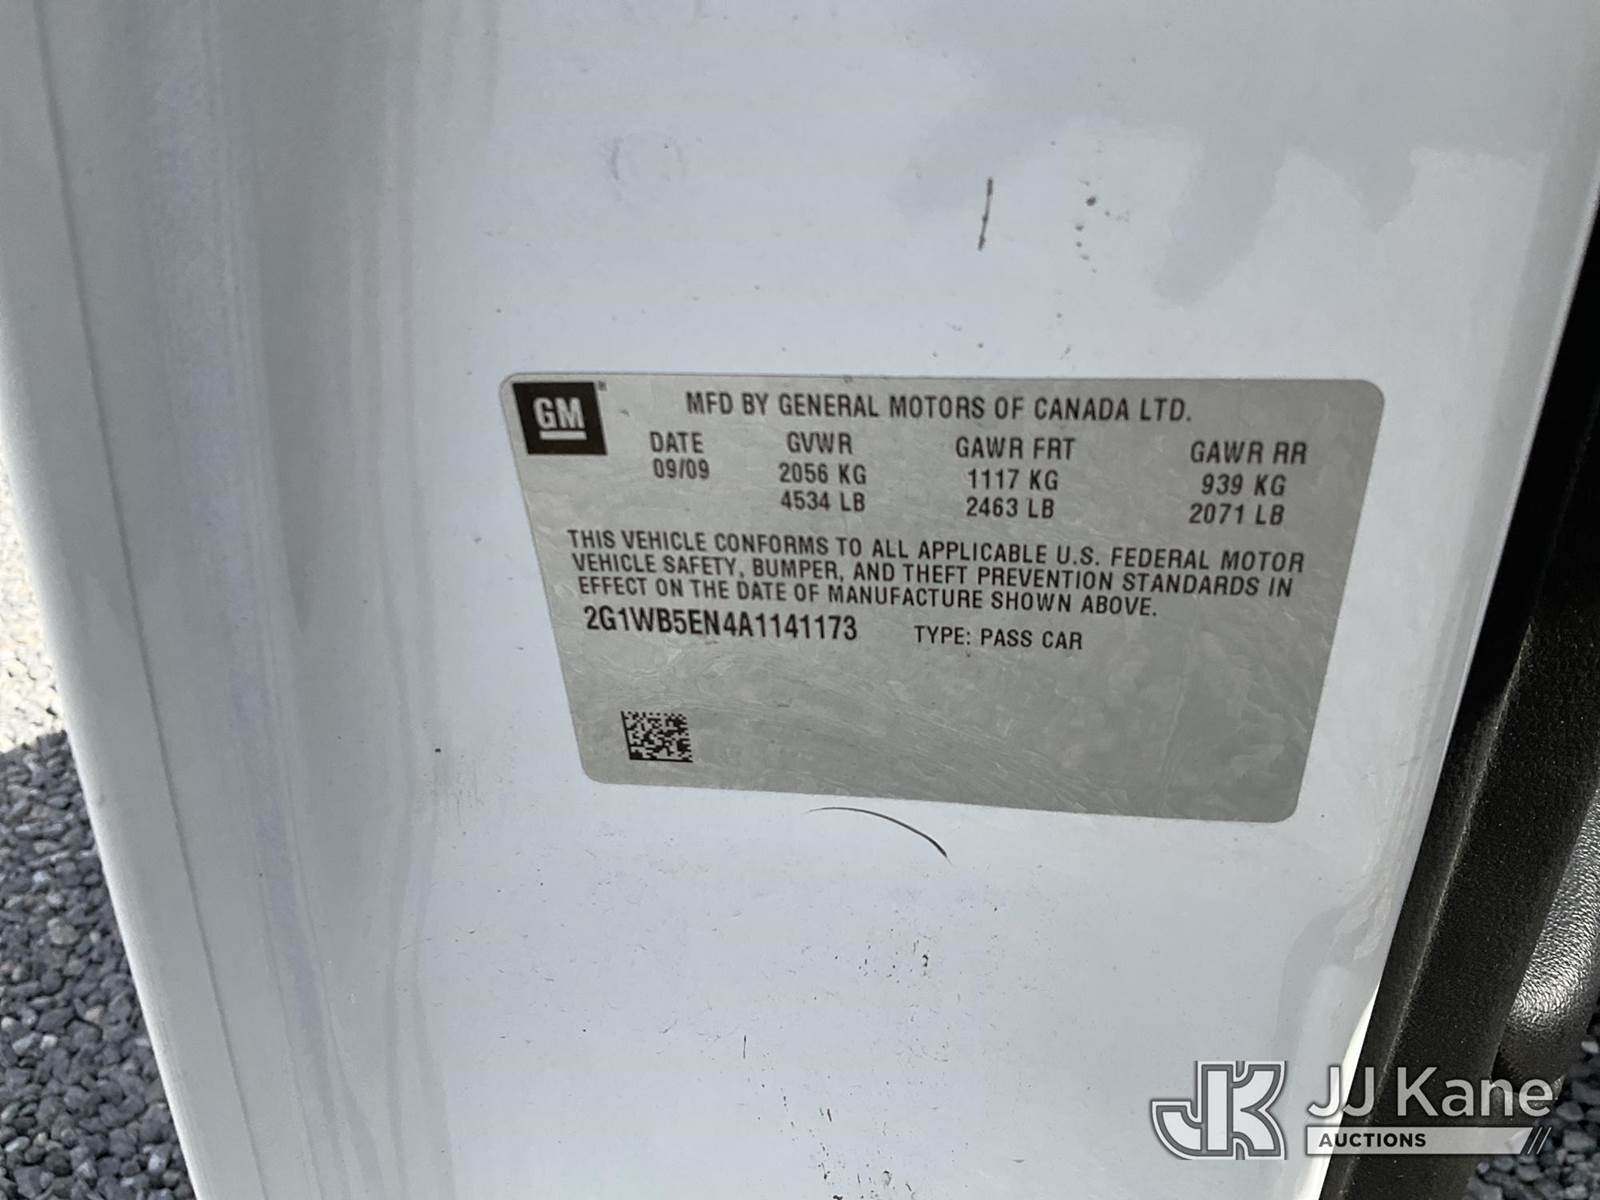 GM
MFD BY GENERAL MOTORS OF CANADA LTD.
DATE GVWR GAWR FRT GAWR RR
09/09 2056 KG 1117 KG 939 KG
4534 LB 2463 LB 2071 LB
THIS VEHICLE CONFORMS TO ALL APPLICABLE U.S. FEDERAL MOTOR
VEHICLE SAFETY, BUMPER, AND THEFT PREVENTION STANDARDS IN
EFFECT ON THE DATE OF MANUFACTURE SHOWN ABOVE.
2G1WB5EN4A1141173 TYPE: PASS CAR
JK JJ Kane
AUCTIONS